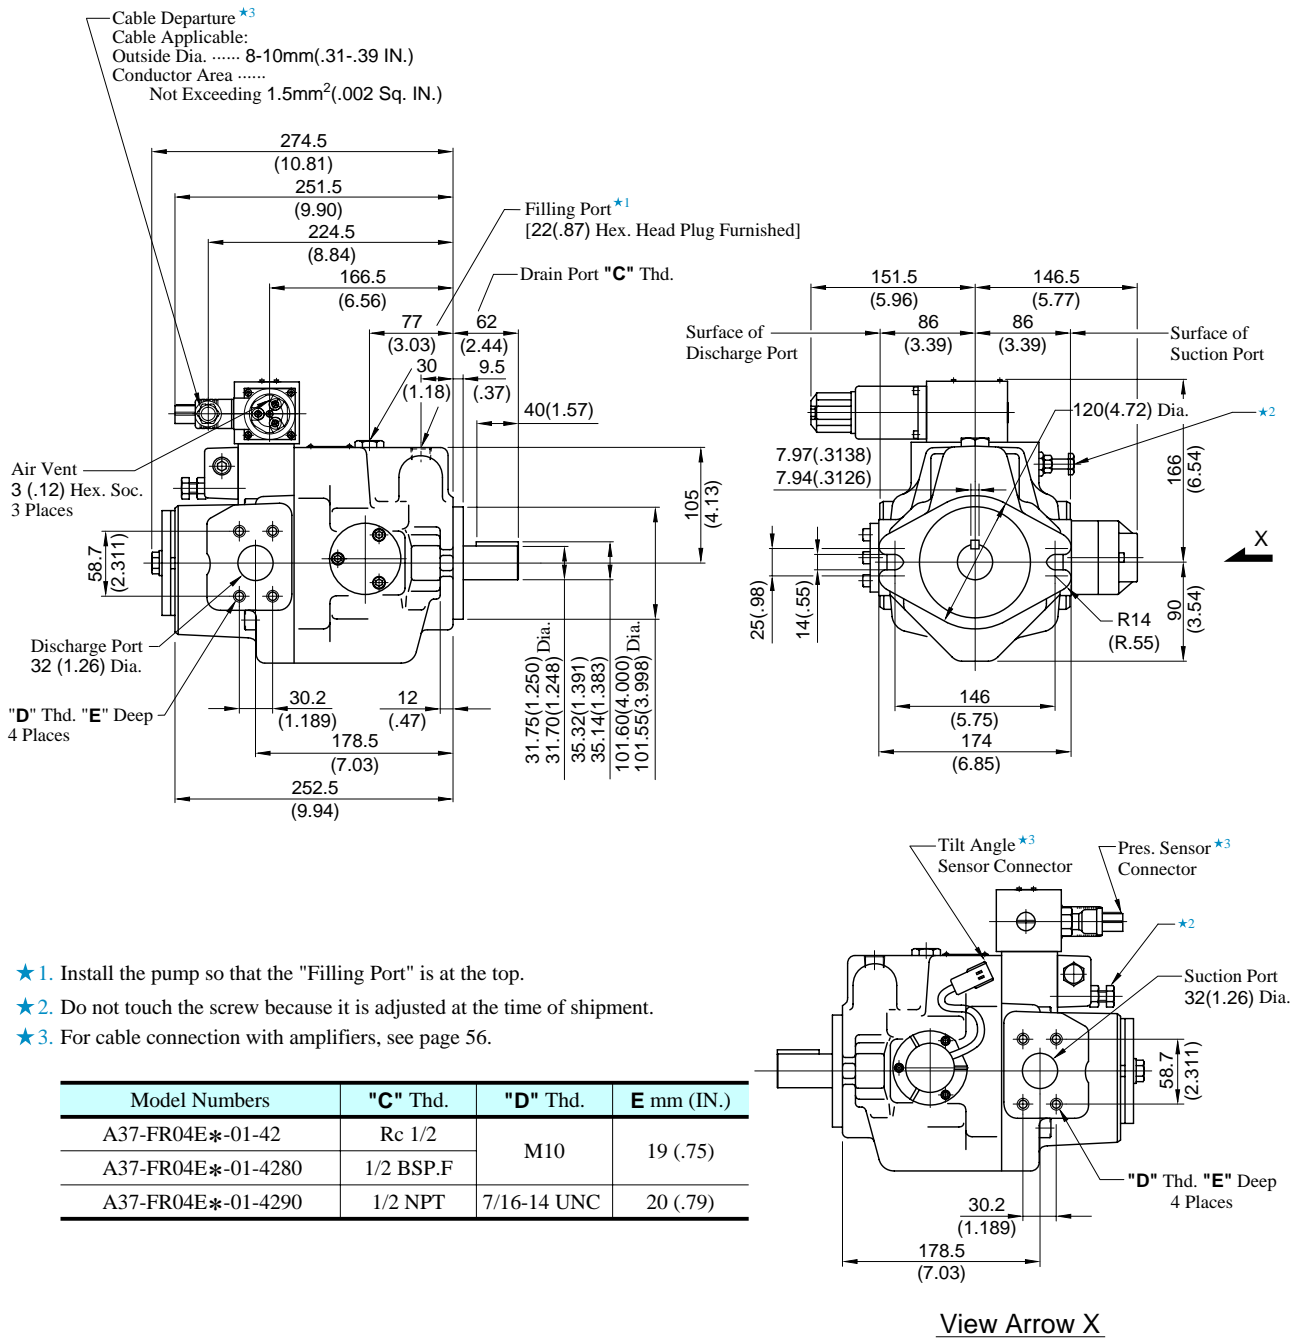 Cable Departure ★3
Cable Applicable:
Outside Dia. ······ 8-10mm(.31-.39 IN.)
Conductor Area ······
Not Exceeding 1.5mm2(.002 Sq. IN.)
274.5
(10.81)
251.5
(9.90)
224.5
(8.84)
166.5
(6.56)
77
(3.03)
62
(2.44)
30
(1.18)
9.5
(.37)
40(1.57)
Filling Port★1
[22(.87) Hex. Head Plug Furnished]
Drain Port "C" Thd.
Air Vent
3 (.12) Hex. Soc.
3 Places
58.7
(2.311)
105
(4.13)
Discharge Port
32 (1.26) Dia.
"D" Thd. "E" Deep
4 Places
30.2
(1.189)
12
(.47)
178.5
(7.03)
252.5
(9.94)
31.75(1.250)
31.70(1.248) Dia.
35.32(1.391)
35.14(1.383)
101.60(4.000)
101.55(3.998) Dia.
151.5
(5.96)
146.5
(5.77)
86
(3.39)
86
(3.39)
Surface of
Discharge Port
Surface of
Suction Port
120(4.72) Dia.
★2
7.97(.3138)
7.94(.3126)
166
(6.54)
X
25(.98)
14(.55)
90
(3.54)
R14
(R.55)
146
(5.75)
174
(6.85)
Tilt Angle ★3
Sensor Connector
Pres. Sensor ★3
Connector
★2
Suction Port
32(1.26) Dia.
58.7
(2.311)
"D" Thd. "E" Deep
4 Places
30.2
(1.189)
178.5
(7.03)
View Arrow X
★1. Install the pump so that the "Filling Port" is at the top.
★2. Do not touch the screw because it is adjusted at the time of shipment.
★3. For cable connection with amplifiers, see page 56.
Model Numbers "C" Thd. "D" Thd. E mm (IN.)
A37-FR04E∗-01-42 Rc 1/2 M10 19 (.75)
A37-FR04E∗-01-4280 1/2 BSP.F
A37-FR04E∗-01-4290 1/2 NPT 7/16-14 UNC 20 (.79)